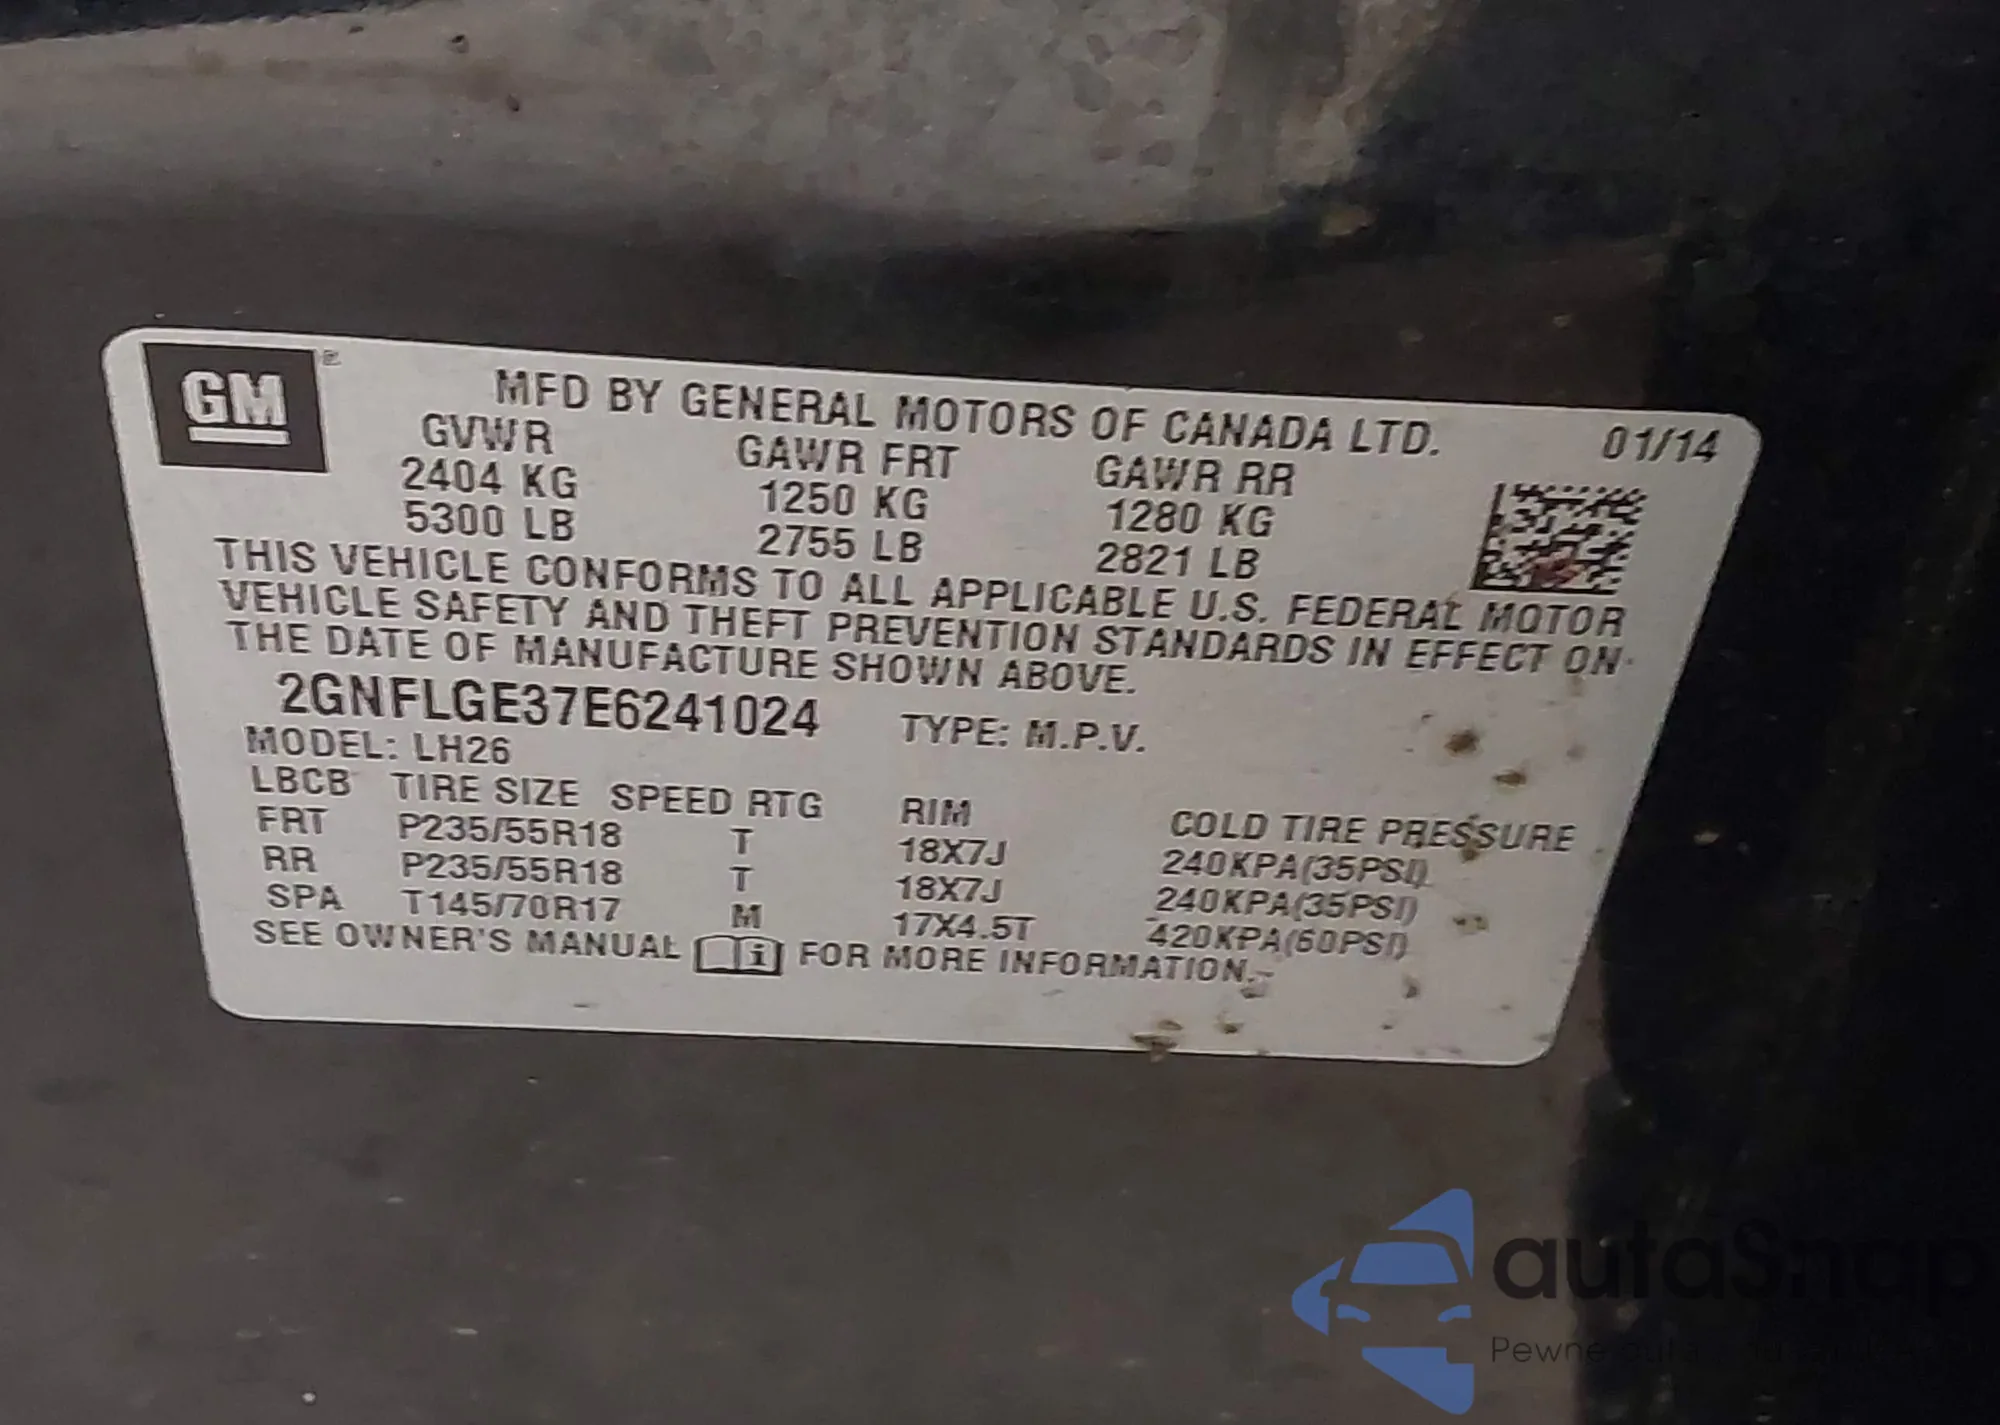 GM
MFD BY GENERAL MOTORS OF CANADA LTD. 01/14
GVWR GAWR FRT GAWR RR
2404 KG 1250 KG 1280 KG
5300 LB 2755 LB 2821 LB
THIS VEHICLE CONFORMS TO ALL APPLICABLE U.S. FEDERAL MOTOR
VEHICLE SAFETY AND THEFT PREVENTION STANDARDS IN EFFECT ON
THE DATE OF MANUFACTURE SHOWN ABOVE.
2GNFLGE37E6241024 TYPE: M.P.V.
MODEL: LH26
LBCB TIRE SIZE SPEED RTG RIM COLD TIRE PRESSURE
FRT P235/55R18 T 18X7J 240KPA(35PSI)
RR P235/55R18 T 18X7J 240KPA(35PSI)
SPA T145/70R17 M 17X4.5T 420KPA(60PSI)
SEE OWNER'S MANUAL i FOR MORE INFORMATION.
autaSnap
Pewne auta